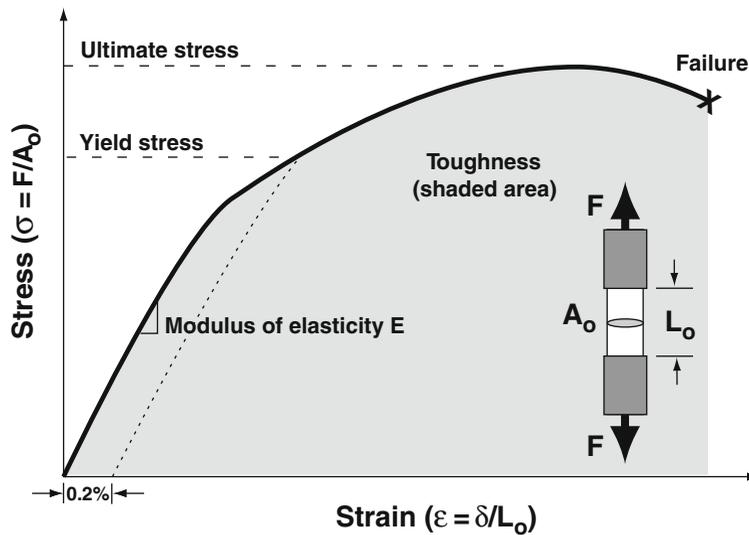 Ultimate stress
Failure
Yield stress
Toughness
(shaded area)
Stress (σ = F/Aₒ)
F
Aₒ
Lₒ
Modulus of elasticity E
F
0.2%
Strain (ε = δ/Lₒ)